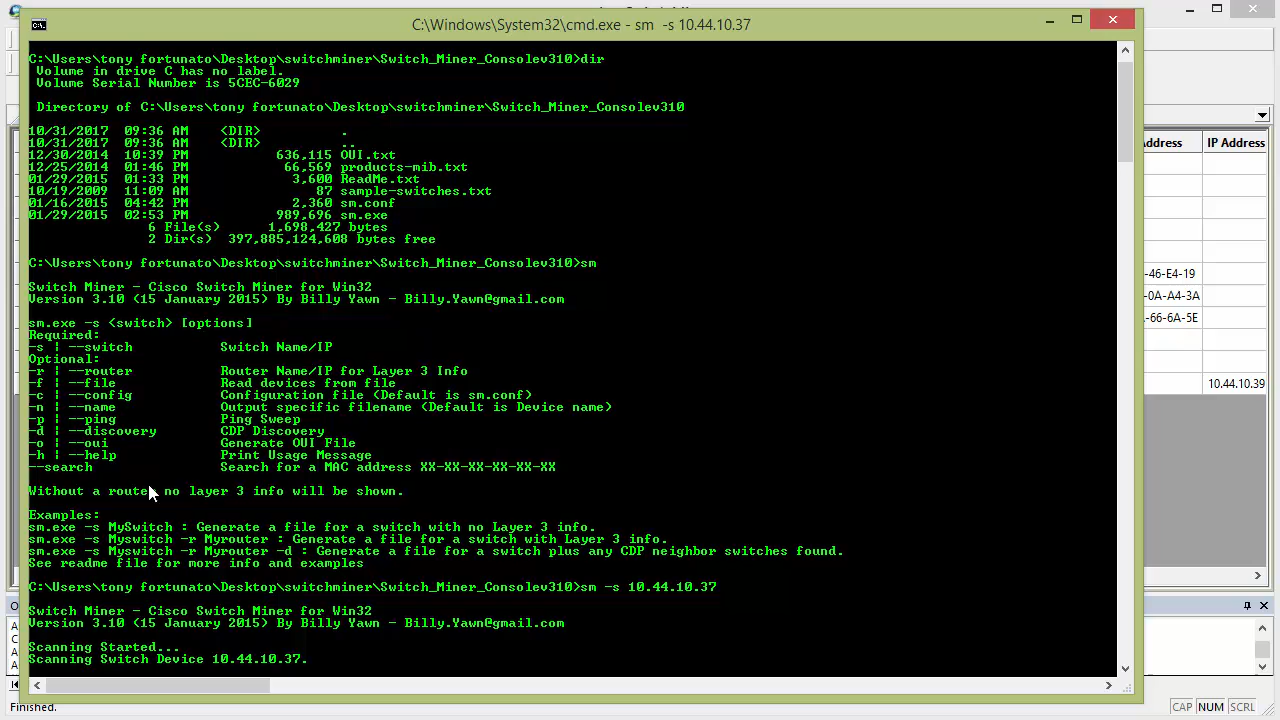 C:\Windows\System32\cmd.exe - sm  -s 10.44.10.37
C:\Users\tony fortunato\Desktop\switchminer\Switch_Miner_Consolev310>dir
Volume in drive C has no label.
Volume Serial Number is 5CEC-6029
Directory of C:\Users\tony fortunato\Desktop\switchminer\Switch_Miner_Consolev310
10/31/2017  09:36 AM    <DIR>          .
10/31/2017  09:36 AM    <DIR>          ..
12/30/2014  10:39 PM           636,115 OUI.txt
12/25/2014  01:46 PM            66,569 products-mib.txt
01/29/2015  01:33 PM             3,600 ReadMe.txt
10/19/2009  11:09 AM                87 sample-switches.txt
01/16/2015  04:42 PM             2,360 sm.conf
01/29/2015  02:53 PM           989,696 sm.exe
6 File(s)      1,698,427 bytes
2 Dir(s)  397,885,124,608 bytes free
C:\Users\tony fortunato\Desktop\switchminer\Switch_Miner_Consolev310>sm
Switch Miner - Cisco Switch Miner for Win32
Version 3.10 (15 January 2015) By Billy Yawn - Billy.Yawn@gmail.com
sm.exe -s <switch> [options]
Required:
-s | --switch           Switch Name/IP
Optional:
-r | --router           Router Name/IP for Layer 3 Info
-f | --file             Read devices from file
-c | --config           Configuration file (Default is sm.conf)
-n | --name             Output specific filename (Default is Device name)
-p | --ping             Ping Sweep
-d | --discovery        CDP Discovery
-o | --oui              Generate OUI File
-h | --help             Print Usage Message
--search                Search for a MAC address XX-XX-XX-XX-XX-XX
Without a router no layer 3 info will be shown.
Examples:
sm.exe -s MySwitch : Generate a file for a switch with no Layer 3 info.
sm.exe -s Myswitch -r Myrouter : Generate a file for a switch with Layer 3 info.
sm.exe -s Myswitch -r Myrouter -d : Generate a file for a switch plus any CDP neighbor switches found.
See readme file for more info and examples
C:\Users\tony fortunato\Desktop\switchminer\Switch_Miner_Consolev310>sm -s 10.44.10.37
Switch Miner - Cisco Switch Miner for Win32
Version 3.10 (15 January 2015) By Billy Yawn - Billy.Yawn@gmail.com
Scanning Started...
Scanning Switch Device 10.44.10.37.
IP Address
-46-E4-19
-0A-A4-3A
-66-6A-5E
10.44.10.39
Finished.
CAP NUM SCRL